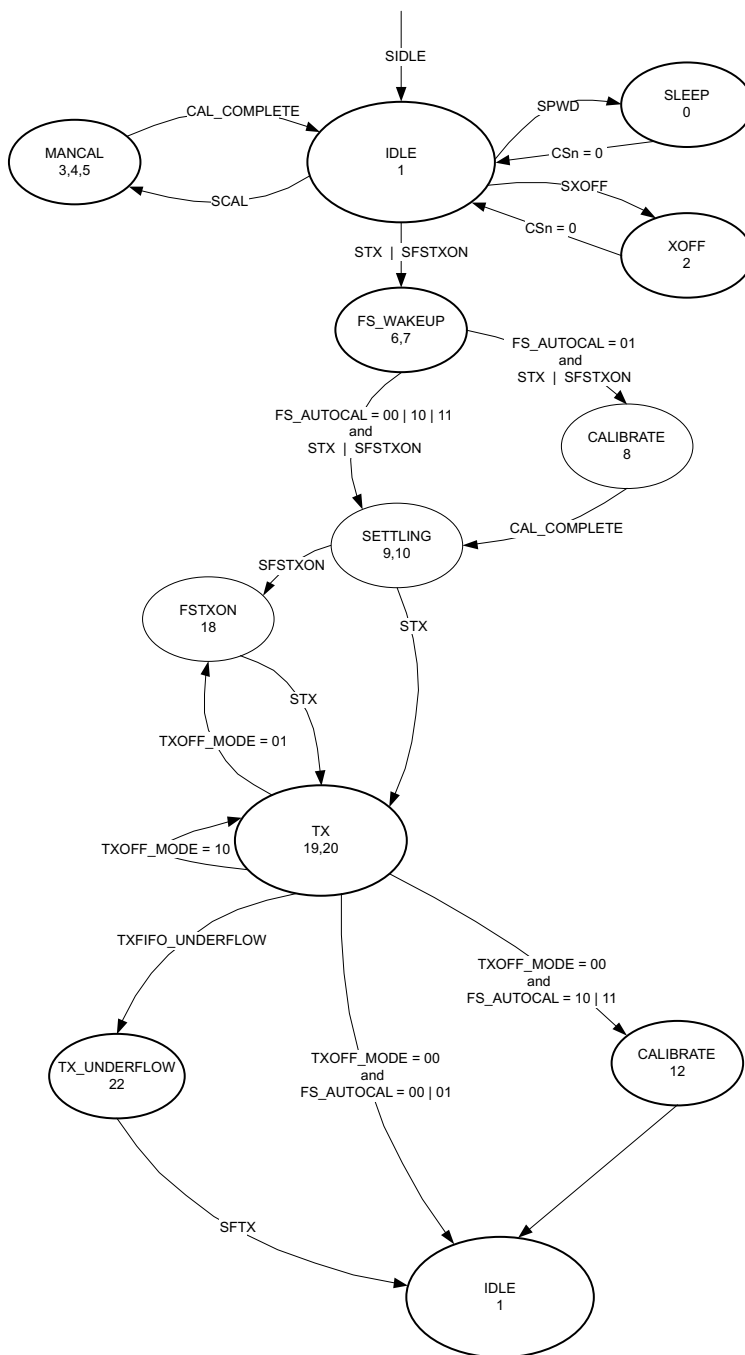 SIDLE
SLEEP
0
SPWD
CAL_COMPLETE
MANCAL
3,4,5
IDLE
1
CSn = 0
SCAL
SXOFF
CSn = 0
XOFF
2
STX | SFSTXON
FS_WAKEUP
6,7
FS_AUTOCAL = 01
and
STX | SFSTXON
FS_AUTOCAL = 00 | 10 | 11
and
STX | SFSTXON
CALIBRATE
8
CAL_COMPLETE
SETTLING
9,10
SFSTXON
FSTXON
18
STX
STX
TXOFF_MODE = 01
TX
19,20
TXOFF_MODE = 10
TXFIFO_UNDERFLOW
TXOFF_MODE = 00
and
FS_AUTOCAL = 10 | 11
TXOFF_MODE = 00
and
FS_AUTOCAL = 00 | 01
TX_UNDERFLOW
22
CALIBRATE
12
SFTX
IDLE
1